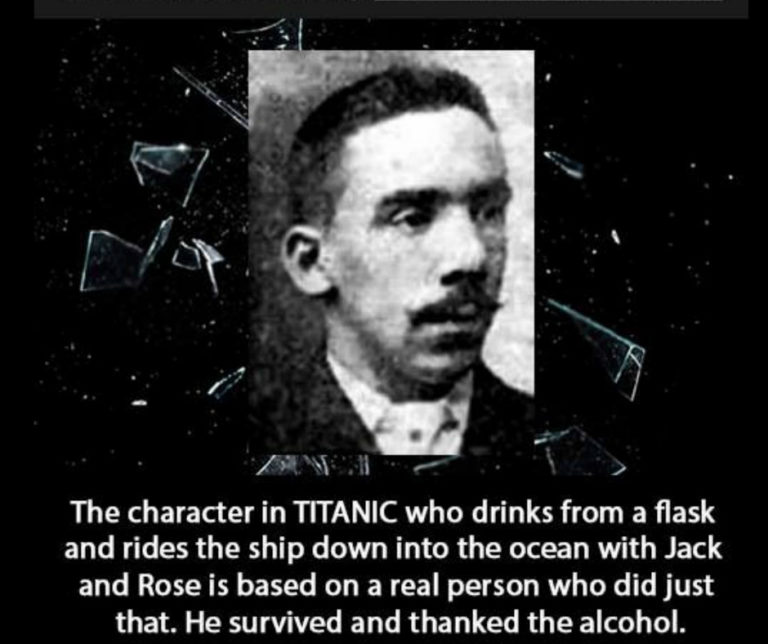 The character in TITANIC who drinks from a flask
and rides the ship down into the ocean with Jack
and Rose is based on a real person who did just
that. He survived and thanked the alcohol.